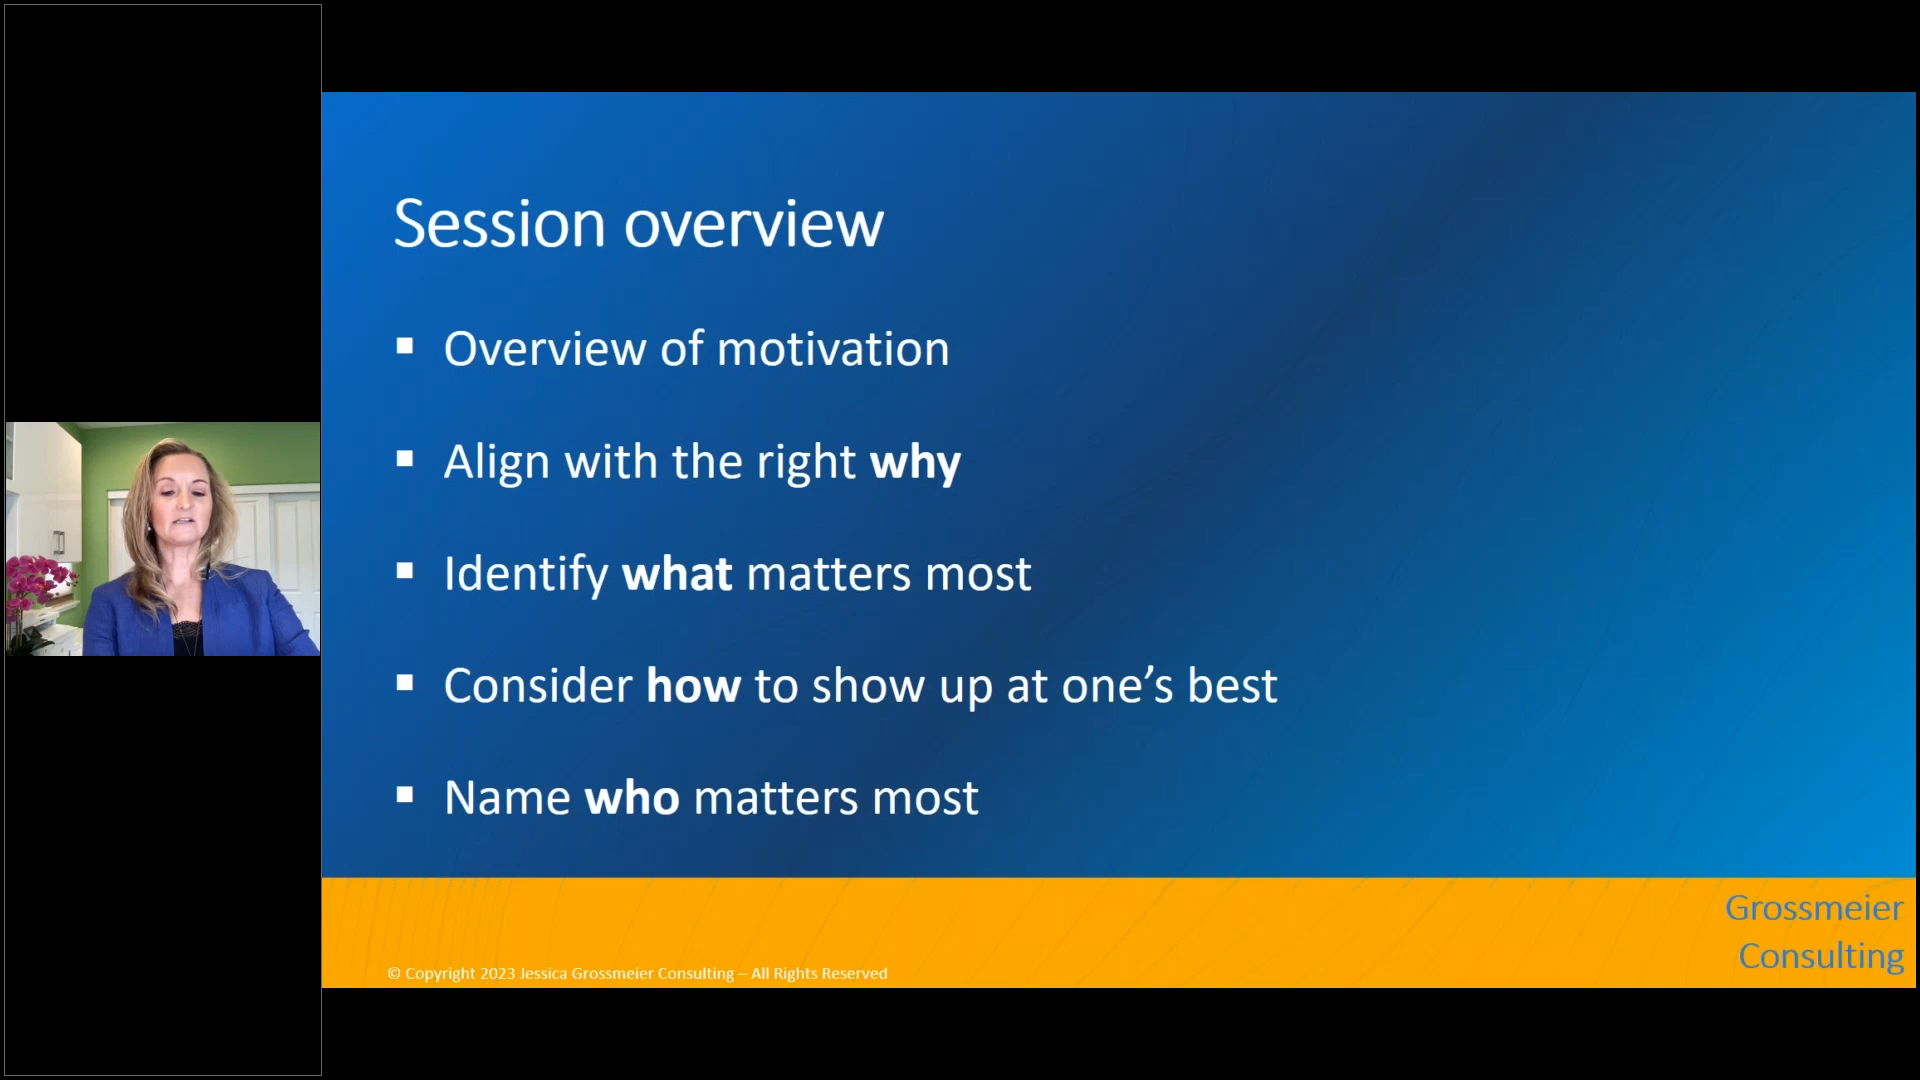 Session overview
▪ Overview of motivation
▪ Align with the right why
▪ Identify what matters most
▪ Consider how to show up at one’s best
▪ Name who matters most
Grossmeier
Consulting
© Copyright 2023 Jessica Grossmeier Consulting – All Rights Reserved